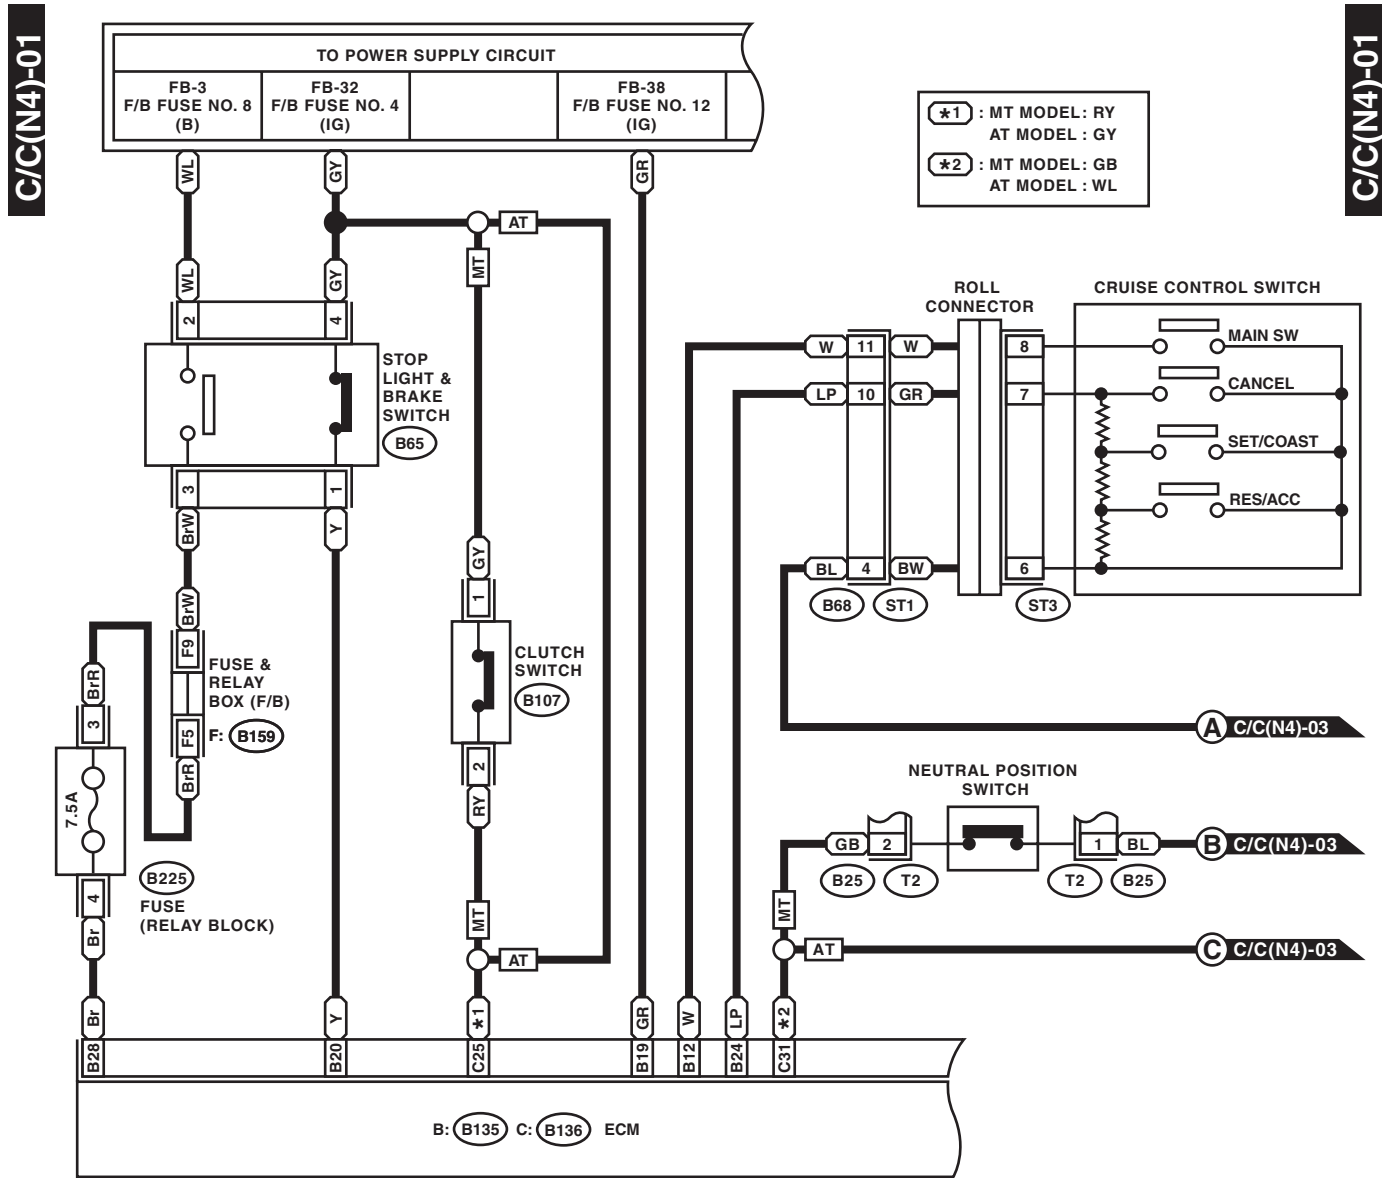 C/C(N4)-01
C/C(N4)-01
TO POWER SUPPLY CIRCUIT
FB-3
F/B FUSE NO. 8
(B)
FB-32
F/B FUSE NO. 4
(IG)
FB-38
F/B FUSE NO. 12
(IG)
*1 : MT MODEL : RY
AT MODEL : GY
*2 : MT MODEL : GB
AT MODEL : WL
WL
GY
GR
AT
MT
WL
GY
2
4
STOP
LIGHT &
BRAKE
SWITCH
B65
3
1
BrW
Y
ROLL
CONNECTOR
CRUISE CONTROL SWITCH
W
11
W
8
MAIN SW
LP
10
GR
7
CANCEL
SET/COAST
RES/ACC
BL
4
BW
6
B68
ST1
ST3
GY
1
CLUTCH
SWITCH
B107
2
RY
BrW
F9
FUSE &
RELAY
BOX (F/B)
F5
F: B159
BrR
BrR
3
7.5A
4
B225
FUSE
(RELAY BLOCK)
Br
A
C/C(N4)-03
NEUTRAL POSITION
SWITCH
GB
2
1
BL
B
C/C(N4)-03
B25
T2
T2
B25
MT
MT
AT
AT
C
C/C(N4)-03
Br
Y
*1
GR
W
LP
*2
B28
B20
C25
B19
B12
B24
C31
B: B135 C: B136 ECM